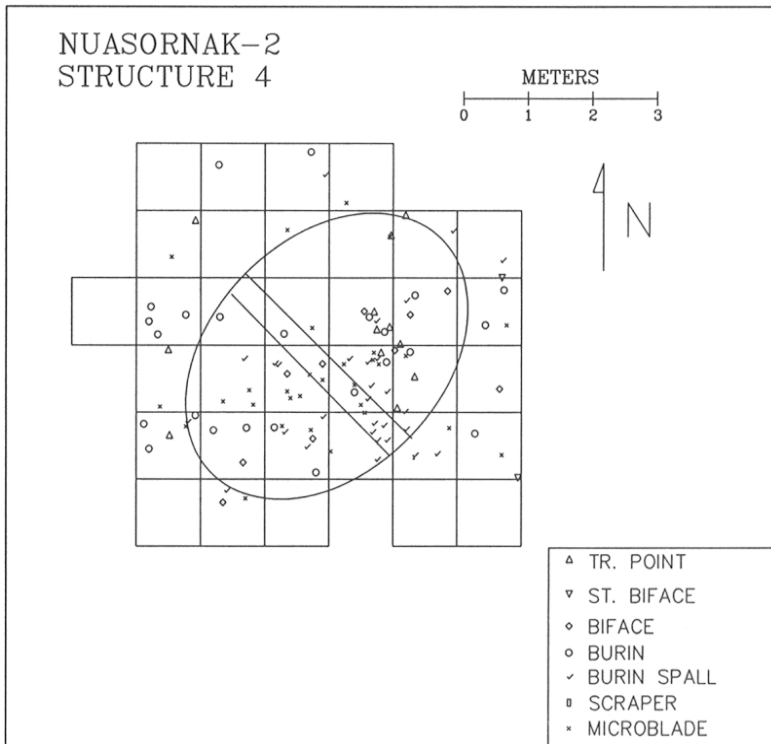 NUASORNAK-2
STRUCTURE 4
METERS
0 1 2 3
N
TR. POINT
ST. BIFACE
BIFACE
BURIN
BURIN SPALL
SCRAPER
MICROBLADE